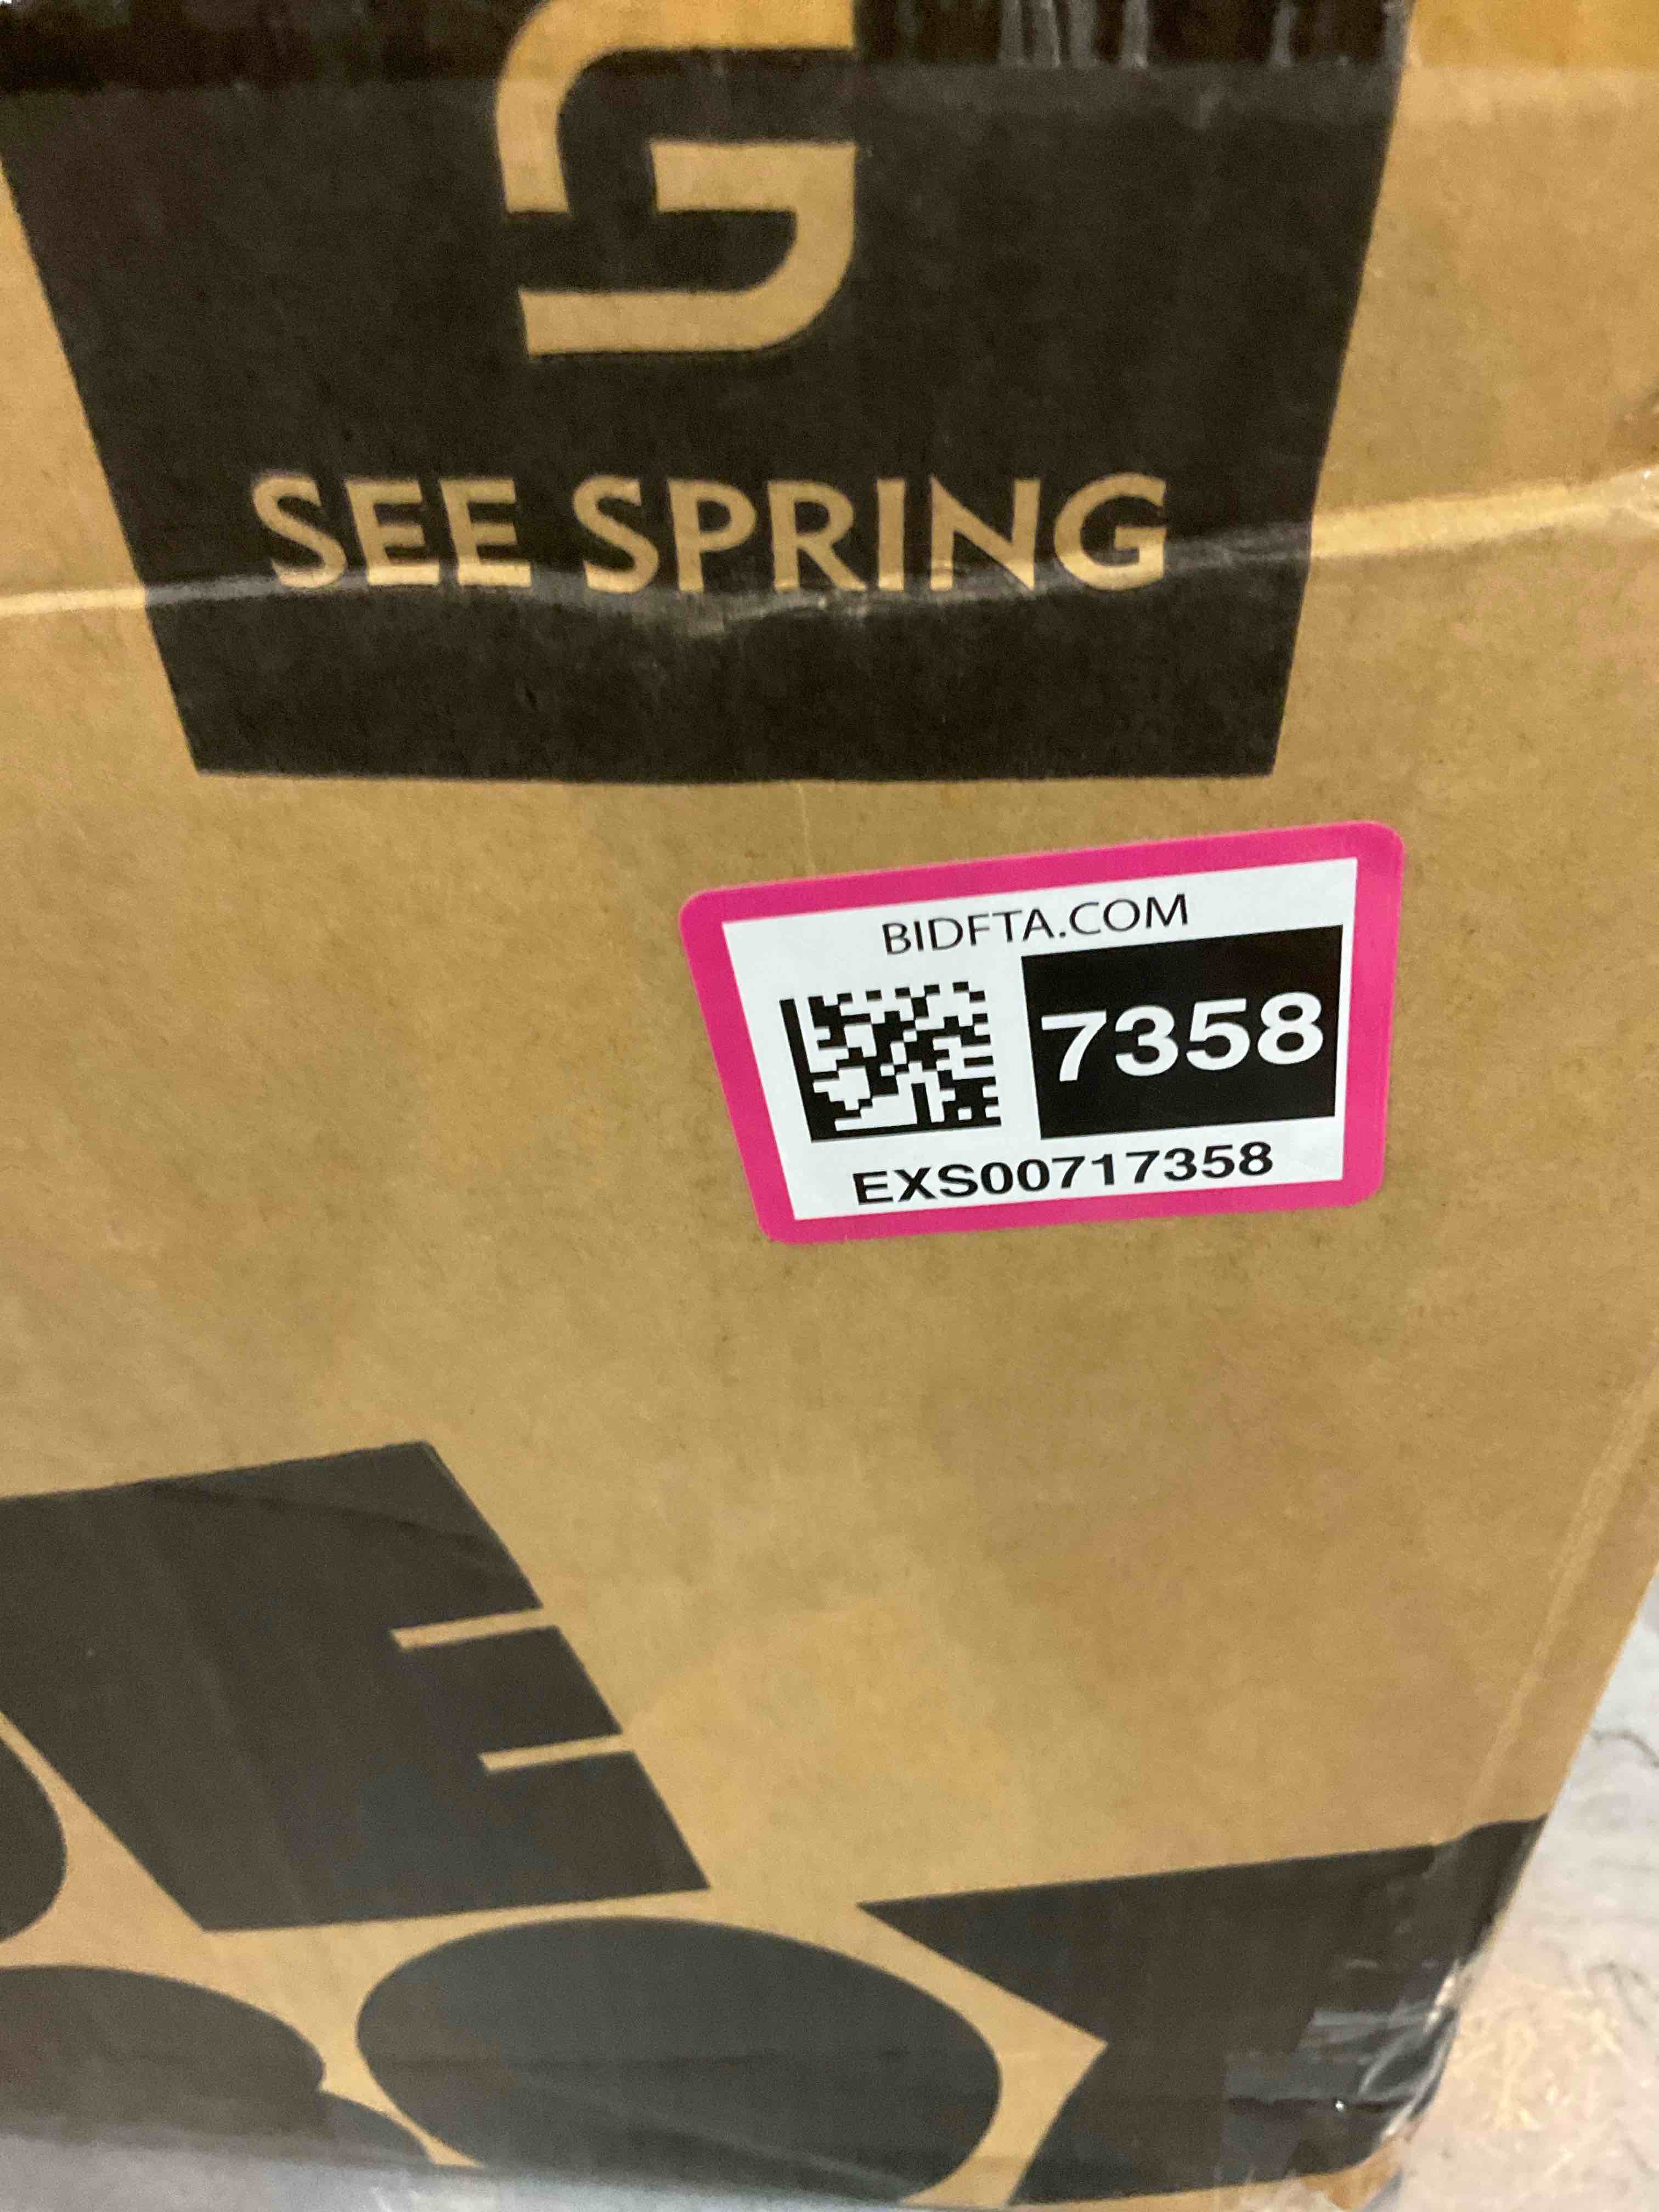 SEE SPRING
BIDFTA.COM
7358
EXS00717358